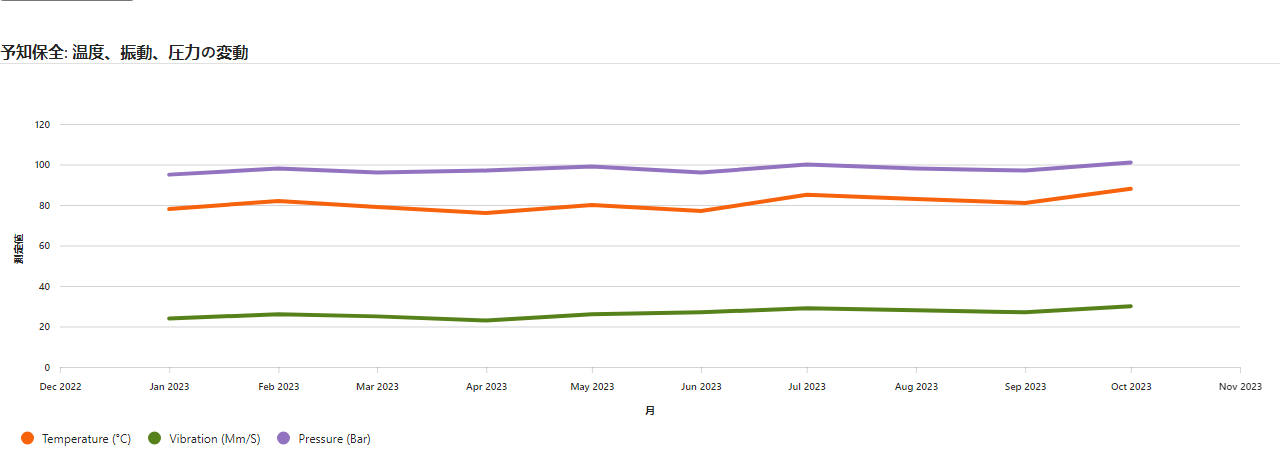 予知保全: 温度、振動、圧力の変動
120
100
80
60
40
20
0
測定値
Dec 2022 Jan 2023 Feb 2023 Mar 2023 Apr 2023 May 2023 Jun 2023 Jul 2023 Aug 2023 Sep 2023 Oct 2023 Nov 2023
月
Temperature (°C) Vibration (Mm/S) Pressure (Bar)